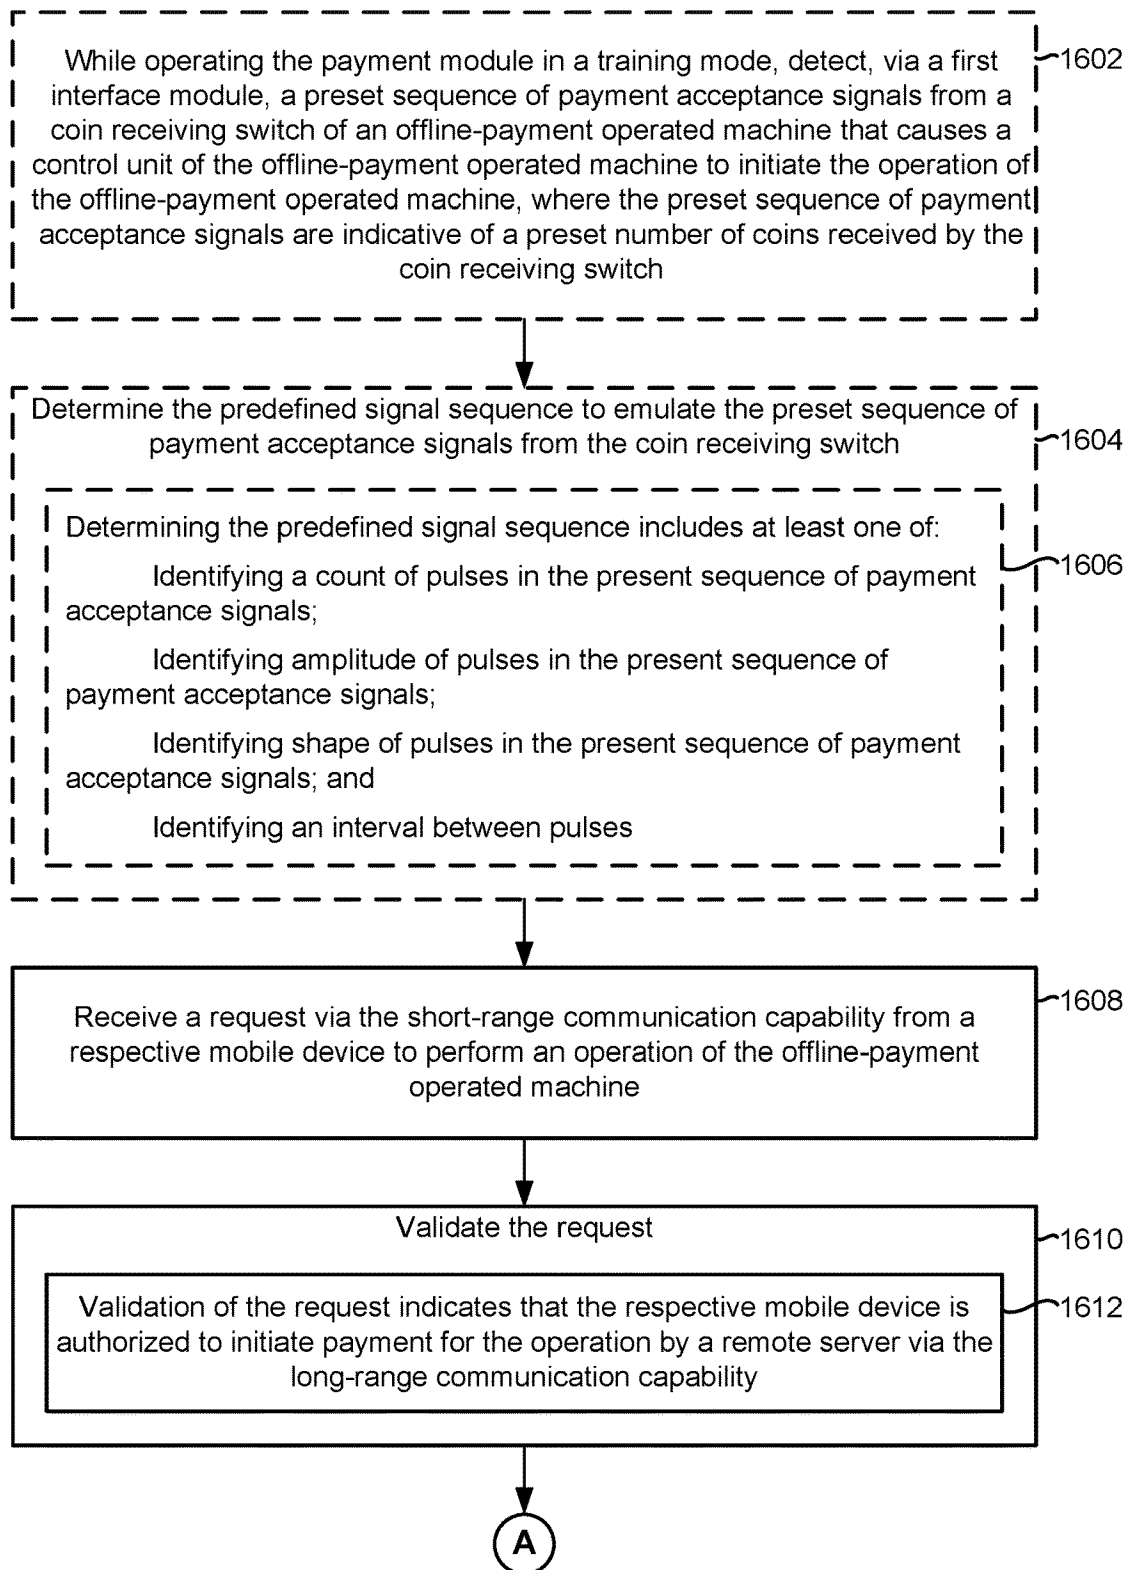 While operating the payment module in a training mode, detect, via a first
interface module, a preset sequence of payment acceptance signals from a
coin receiving switch of an offline-payment operated machine that causes a
control unit of the offline-payment operated machine to initiate the operation of
the offline-payment operated machine, where the preset sequence of payment
acceptance signals are indicative of a preset number of coins received by the
coin receiving switch
1602
Determine the predefined signal sequence to emulate the preset sequence of
payment acceptance signals from the coin receiving switch
1604
Determining the predefined signal sequence includes at least one of:
Identifying a count of pulses in the present sequence of payment
acceptance signals;
1606
Identifying amplitude of pulses in the present sequence of
payment acceptance signals;
Identifying shape of pulses in the present sequence of payment
acceptance signals; and
Identifying an interval between pulses
Receive a request via the short-range communication capability from a
respective mobile device to perform an operation of the offline-payment
operated machine
1608
Validate the request
1610
Validation of the request indicates that the respective mobile device is
authorized to initiate payment for the operation by a remote server via the
long-range communication capability
1612
A